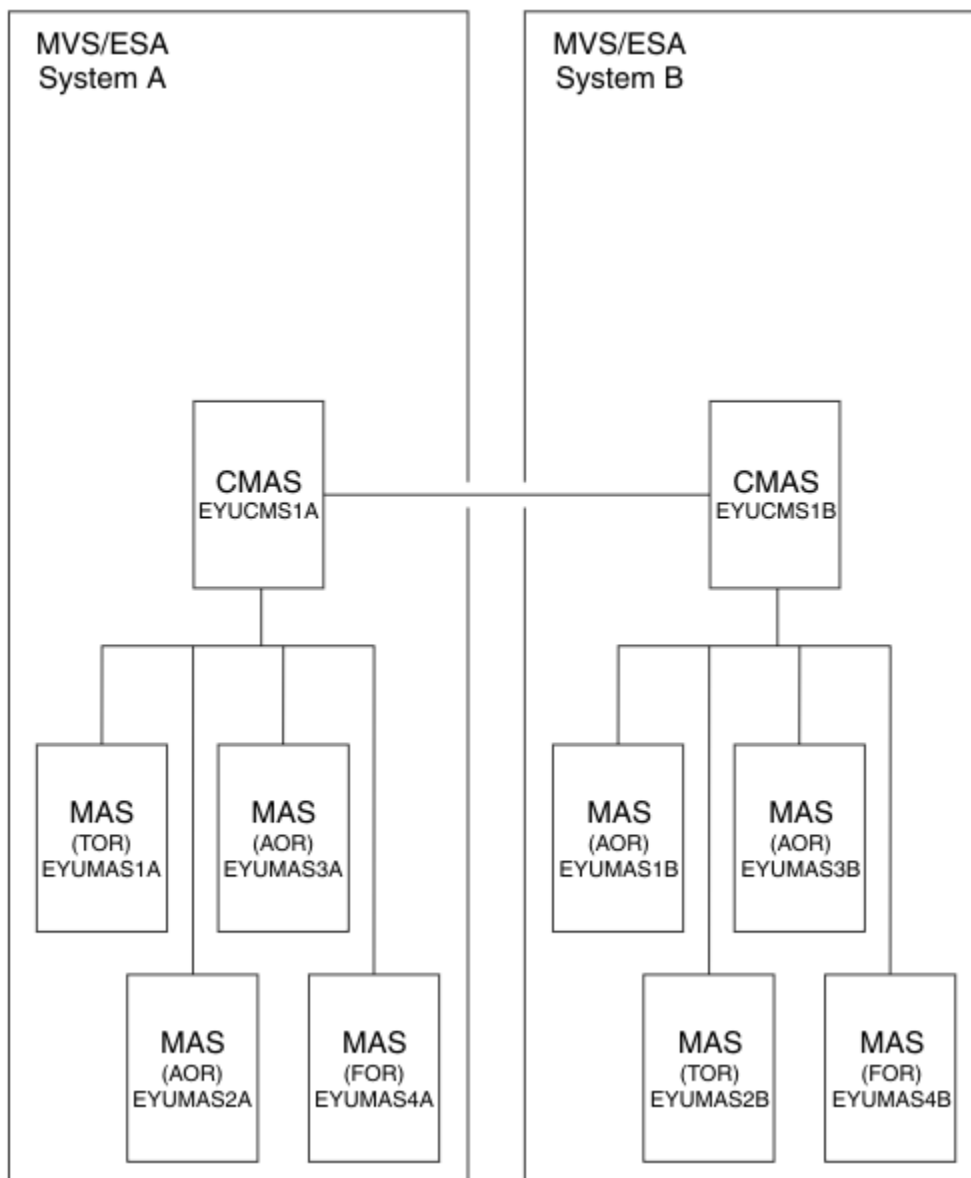 MVS/ESA
System A
MVS/ESA
System B
CMAS
EYUCMS1A
CMAS
EYUCMS1B
MAS
(TOR)
EYUMAS1A
MAS
(AOR)
EYUMAS3A
MAS
(AOR)
EYUMAS1B
MAS
(AOR)
EYUMAS3B
MAS
(AOR)
EYUMAS2A
MAS
(FOR)
EYUMAS4A
MAS
(TOR)
EYUMAS2B
MAS
(FOR)
EYUMAS4B